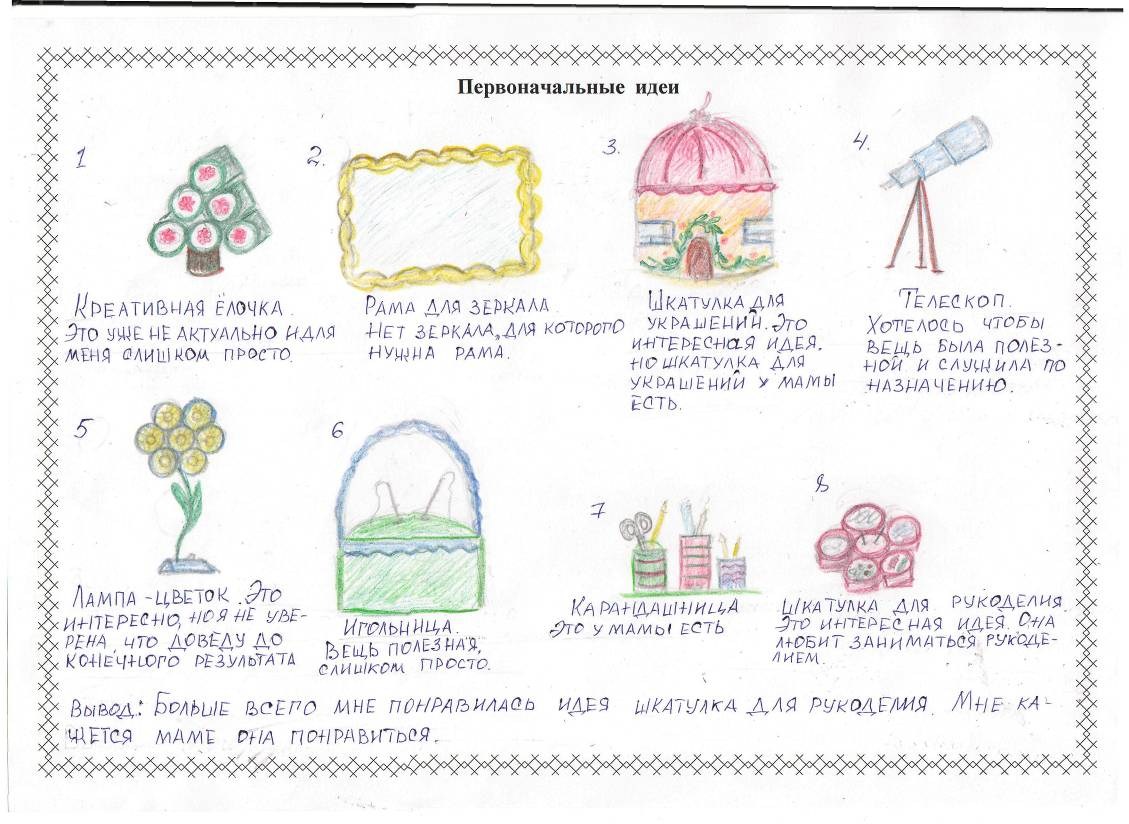 Первоначальные идеи
1
Креативная ёлочка.
Это уже не актуально и для
меня слишком просто.
2.
Рама для зеркала.
Нет зеркала, для которого
нужна рама.
3.
Шкатулка для
украшений. Это
интересная идея.
но шкатулка для
украшений у мамы
есть.
4.
Телескоп.
Хотелось чтобы
вещь была полез-
ной и служила по
назначению.
5
Лампа-цветок. Это
интересно, но я не уве-
рена, что доведу до
конечного результата
6
Игольница.
Вещь полезная,
слишком просто.
7
Карандашница
Это у мамы есть
8
Шкатулка для рукоделия.
Это интересная идея. Она
любит заниматься рукоде-
лием.
Вывод: Больше всего мне понравилась идея шкатулка для рукоделия. Мне ка-
жется маме она понравиться.